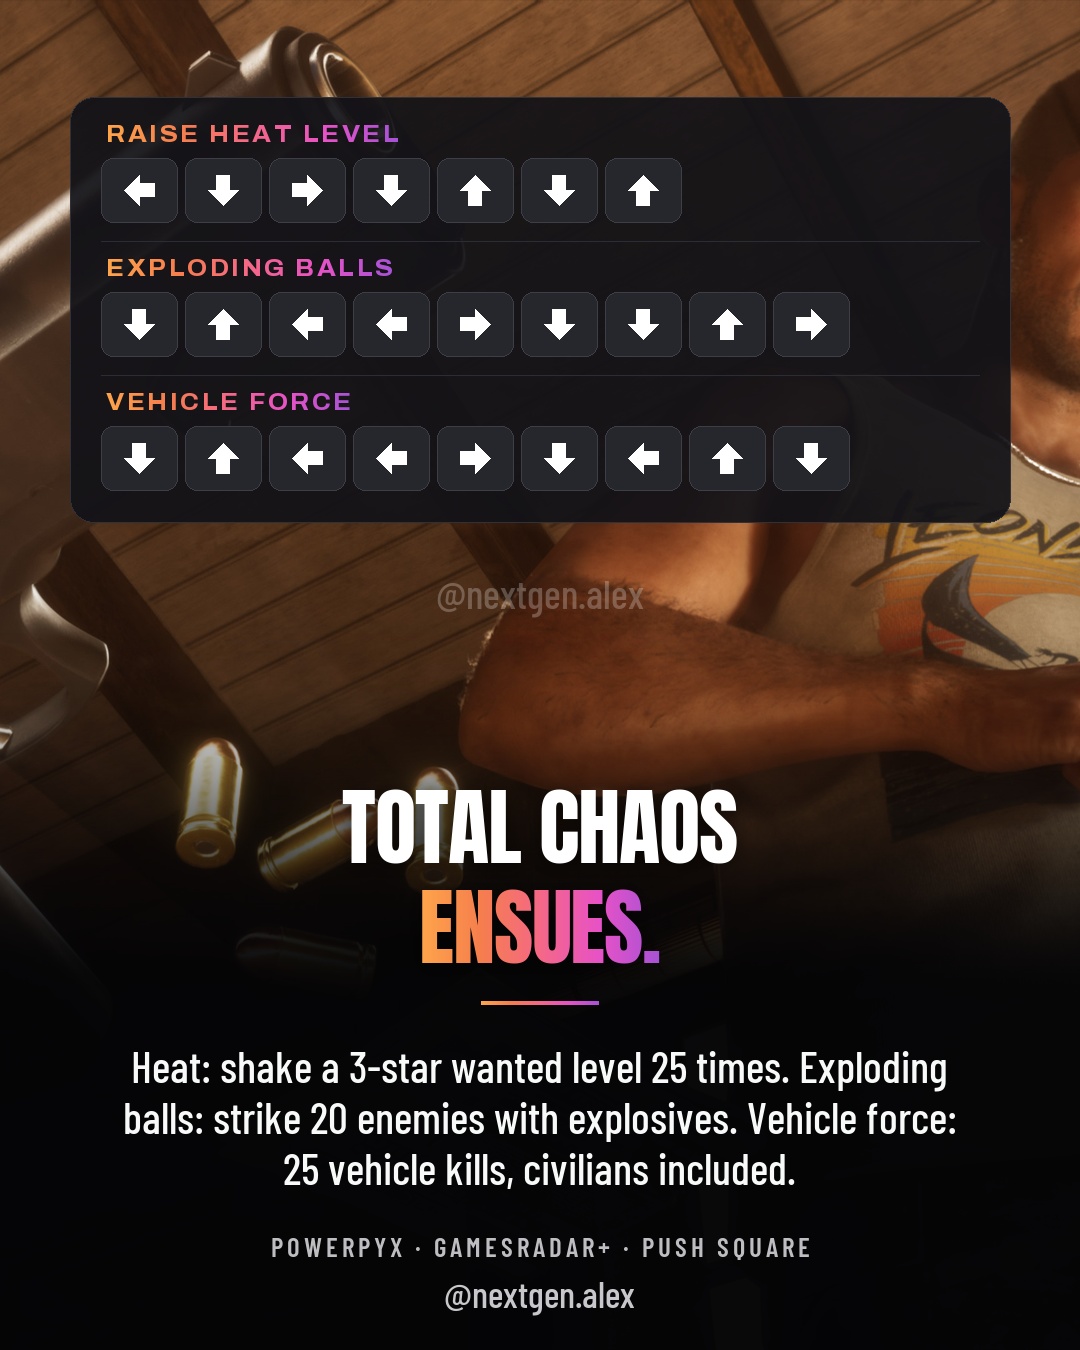 RAISE HEAT LEVEL
⬅ ⬇ ➡ ⬇ ⬆ ⬇ ⬆
EXPLODING BALLS
⬇ ⬆ ⬅ ⬅ ➡ ⬇ ⬇ ⬆ ➡
VEHICLE FORCE
⬇ ⬆ ⬅ ⬅ ➡ ⬇ ⬅ ⬆ ⬇
@nextgen.alex
TOTAL CHAOS
ENSUES.
Heat: shake a 3-star wanted level 25 times. Exploding
balls: strike 20 enemies with explosives. Vehicle force:
25 vehicle kills, civilians included.
POWERPYX · GAMESRADAR+ · PUSH SQUARE
@nextgen.alex